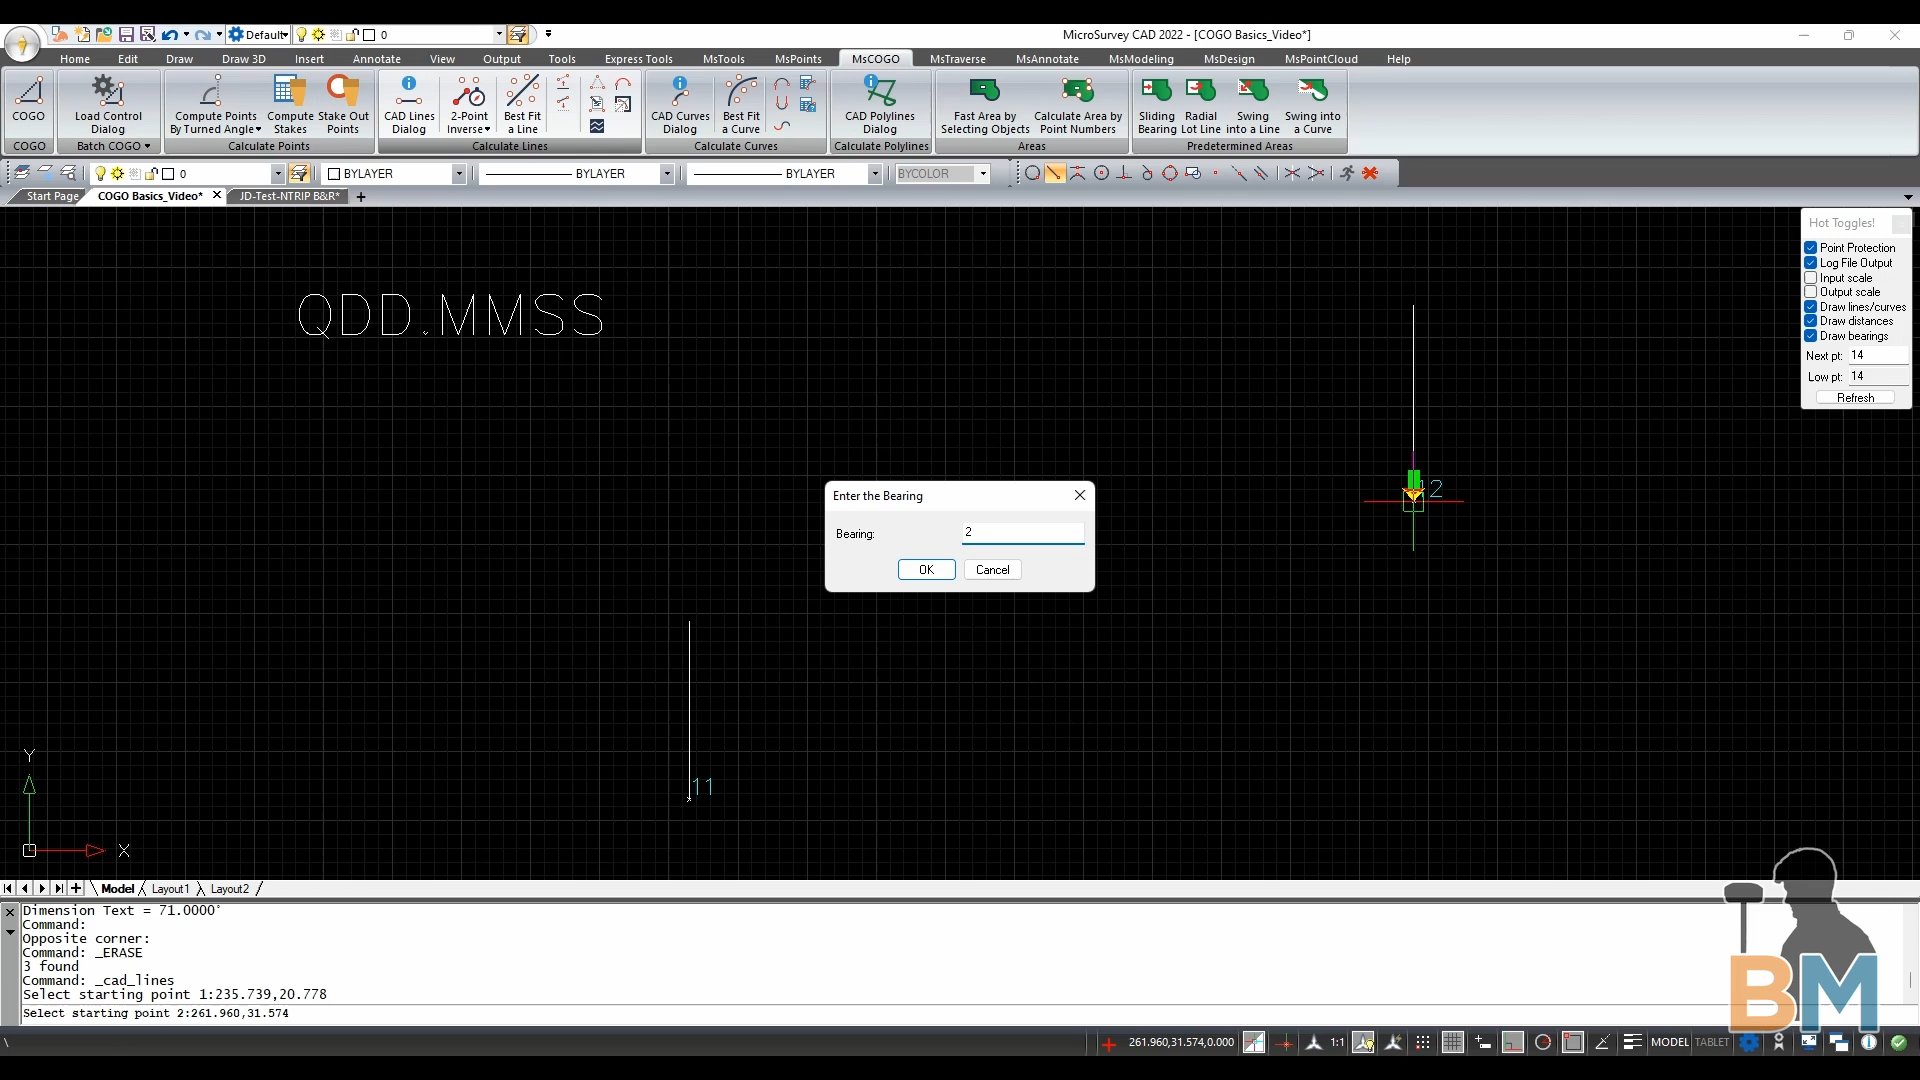 Default
0
MicroSurvey CAD 2022 - [COGO Basics_Video*]
Home Edit Draw Draw 3D Insert Annotate View Output Tools Express Tools MsTools MsPoints MsCOGO MsTraverse MsAnnotate MsModeling MsDesign MsPointCloud Help
COGO
Load Control
Dialog
Compute Points
By Turned Angle
Compute
Stakes
Stake Out
Points
CAD Lines
Dialog
2-Point
Inverse
Best Fit
a Line
CAD Curves
Dialog
Best Fit
a Curve
CAD Polylines
Dialog
Fast Area by
Selecting Objects
Calculate Area by
Point Numbers
Sliding
Bearing
Radial
Lot Line
Swing
into a Line
Swing into
a Curve
COGO Batch COGO Calculate Points Calculate Lines Calculate Curves Calculate Polylines Areas Predetermined Areas
0 BYLAYER BYLAYER BYLAYER BYCOLOR
Start Page COGO Basics_Video* JD-Test-NTRIP B&R*
Hot Toggles!
Point Protection
Log File Output
Input scale
Output scale
Draw lines/curves
Draw distances
Draw bearings
Next pt: 14
Low pt: 14
Refresh
QDD.MMSS
12
Enter the Bearing
Bearing: 2
OK Cancel
11
Y
X
Model Layout1 Layout2
Dimension Text = 71.0000°
Command:
Opposite corner:
Command: _ERASE
3 found
Command: _cad_lines
Select starting point 1:235.739,20.778
Select starting point 2:261.960,31.574
BM
\ 261.960,31.574,0.000 1:1 MODEL TABLET